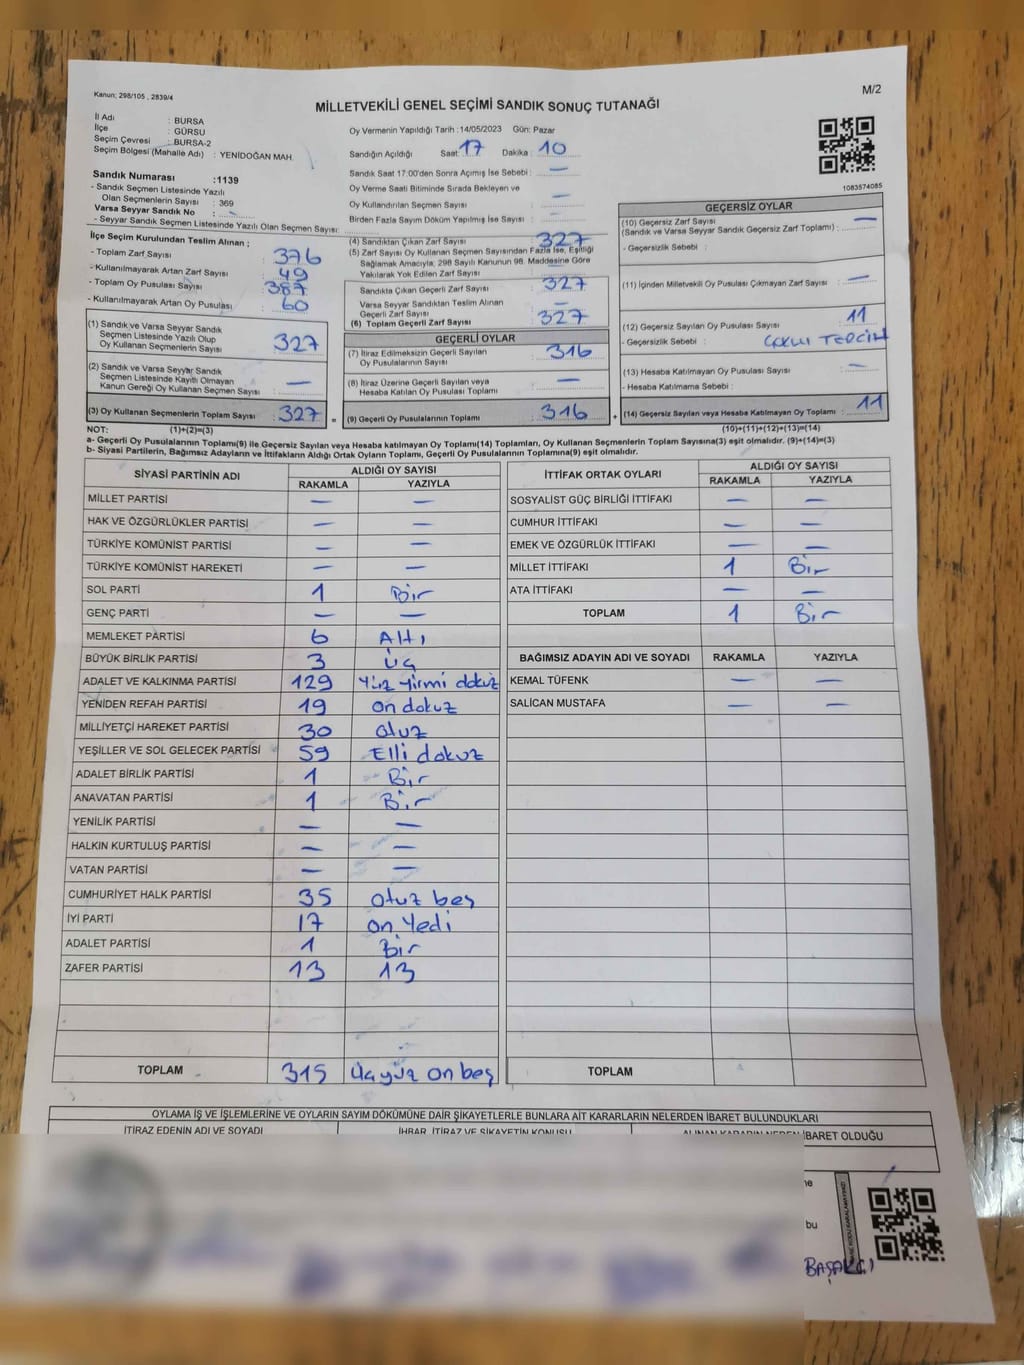 Kanun; 298/105 , 2839/4
M/2
MİLLETVEKİLİ GENEL SEÇİMİ SANDIK SONUÇ TUTANAĞI
İl Adı : BURSA
İlçe : GÜRSU
Seçim Çevresi : BURSA-2
Seçim Bölgesi (Mahalle Adı) : YENİDOĞAN MAH.
Sandık Numarası :1139
- Sandık Seçmen Listesinde Yazılı
Olan Seçmenlerin Sayısı : 369
Varsa Seyyar Sandık No :
- Seyyar Sandık Seçmen Listesinde Yazılı Olan Seçmen Sayısı:
İlçe Seçim Kurulundan Teslim Alınan ;
- Toplam Zarf Sayısı : 376
- Kullanılmayarak Artan Zarf Sayısı : 49
- Toplam Oy Pusulası Sayısı : 387
- Kullanılmayarak Artan Oy Pusulası : 60
(1) Sandık ve Varsa Seyyar Sandık
Seçmen Listesinde Yazılı Olup
Oy Kullanan Seçmenlerin Sayısı : 327
(2) Sandık ve Varsa Seyyar Sandık
Seçmen Listesinde Kayıtlı Olmayan
Kanun Gereği Oy Kullanan Seçmen Sayısı : —
(3) Oy Kullanan Seçmenlerin Toplam Sayısı : 327
Oy Vermenin Yapıldığı Tarih :14/05/2023 Gün: Pazar
Sandığın Açıldığı Saat: 17 Dakika : 10
Sandık Saat 17:00'den Sonra Açımış İse Sebebi : —
Oy Verme Saati Bitiminde Sırada Bekleyen ve
Oy Kullandırılan Seçmen Sayısı : —
Birden Fazla Sayım Döküm Yapılmış İse Sayısı : —
(4) Sandıktan Çıkan Zarf Sayısı : 327
(5) Zarf Sayısı Oy Kullanan Seçmen Sayısından Fazla İse, Eşitliği
Sağlamak Amacıyla; 298 Sayılı Kanunun 98. Maddesine Göre
Yakılarak Yok Edilen Zarf Sayısı :
Sandıkta Çıkan Geçerli Zarf Sayısı : 327
Varsa Seyyar Sandıktan Teslim Alınan
Geçerli Zarf Sayısı : —
(6) Toplam Geçerli Zarf Sayısı : 327
GEÇERLİ OYLAR
(7) İtiraz Edilmeksizin Geçerli Sayılan
Oy Pusulalarının Sayısı : 316
(8) İtiraz Üzerine Geçerli Sayılan veya
Hesaba Katılan Oy Pusulası Sayısı : —
= (9) Geçerli Oy Pusulalarının Toplamı : 316
1083574085
GEÇERSİZ OYLAR
(10) Geçersiz Zarf Sayısı
(Sandık ve Varsa Seyyar Sandık Geçersiz Zarf Toplamı) : —
- Geçersizlik Sebebi :
(11) İçinden Milletvekili Oy Pusulası Çıkmayan Zarf Sayısı : —
(12) Geçersiz Sayılan Oy Pusulası Sayısı : 11
- Geçersizlik Sebebi : ÇOKLU TERCİH
(13) Hesaba Katılmayan Oy Pusulası Sayısı : —
- Hesaba Katılmama Sebebi :
+ (14) Geçersiz Sayılan veya Hesaba Katılmayan Oy Toplamı : 11
NOT: (1)+(2)=(3) (10)+(11)+(12)+(13)=(14)
a- Geçerli Oy Pusulalarının Toplamı(9) ile Geçersiz Sayılan veya Hesaba katılmayan Oy Toplamı(14) Toplamları, Oy Kullanan Seçmenlerin Toplam Sayısına(3) eşit olmalıdır. (9)+(14)=(3)
b- Siyasi Partilerin, Bağımsız Adayların ve İttifakların Aldığı Ortak Oyların Toplamı, Geçerli Oy Pusulalarının Toplamına(9) eşit olmalıdır.
SİYASİ PARTİNİN ADI ALDIĞI OY SAYISI
RAKAMLA YAZIYLA
MİLLET PARTİSİ — —
HAK VE ÖZGÜRLÜKLER PARTİSİ — —
TÜRKİYE KOMÜNİST PARTİSİ — —
TÜRKİYE KOMÜNİST HAREKETİ — —
SOL PARTİ 1 Bir
GENÇ PARTİ — —
MEMLEKET PARTİSİ 6 Altı
BÜYÜK BİRLİK PARTİSİ 3 üç
ADALET VE KALKINMA PARTİSİ 129 Yüz yirmi dokuz
YENİDEN REFAH PARTİSİ 19 on dokuz
MİLLİYETÇİ HAREKET PARTİSİ 30 otuz
YEŞİLLER VE SOL GELECEK PARTİSİ 59 Elli dokuz
ADALET BİRLİK PARTİSİ 1 Bir
ANAVATAN PARTİSİ 1 Bir
YENİLİK PARTİSİ — —
HALKIN KURTULUŞ PARTİSİ — —
VATAN PARTİSİ — —
CUMHURİYET HALK PARTİSİ 35 otuz beş
İYİ PARTİ 17 on yedi
ADALET PARTİSİ 1 Bir
ZAFER PARTİSİ 13 13
TOPLAM 315 üçyüz on beş
İTTİFAK ORTAK OYLARI ALDIĞI OY SAYISI
RAKAMLA YAZIYLA
SOSYALİST GÜÇ BİRLİĞİ İTTİFAKI — —
CUMHUR İTTİFAKI — —
EMEK VE ÖZGÜRLÜK İTTİFAKI — —
MİLLET İTTİFAKI 1 Bir
ATA İTTİFAKI — —
TOPLAM 1 Bir
BAĞIMSIZ ADAYIN ADI VE SOYADI RAKAMLA YAZIYLA
KEMAL TÜFENK — —
SALİCAN MUSTAFA — —
TOPLAM
OYLAMA İŞ VE İŞLEMLERİNE VE OYLARIN SAYIM DÖKÜMÜNE DAİR ŞİKAYETLERLE BUNLARA AİT KARARLARIN NELERDEN İBARET BULUNDUKLARI
İTİRAZ EDENİN ADI VE SOYADI İHBAR, İTİRAZ VE ŞİKAYETİN KONUSU ALINAN KARARIN NEDEN İBARET OLDUĞU
bu
BAŞAKÇI